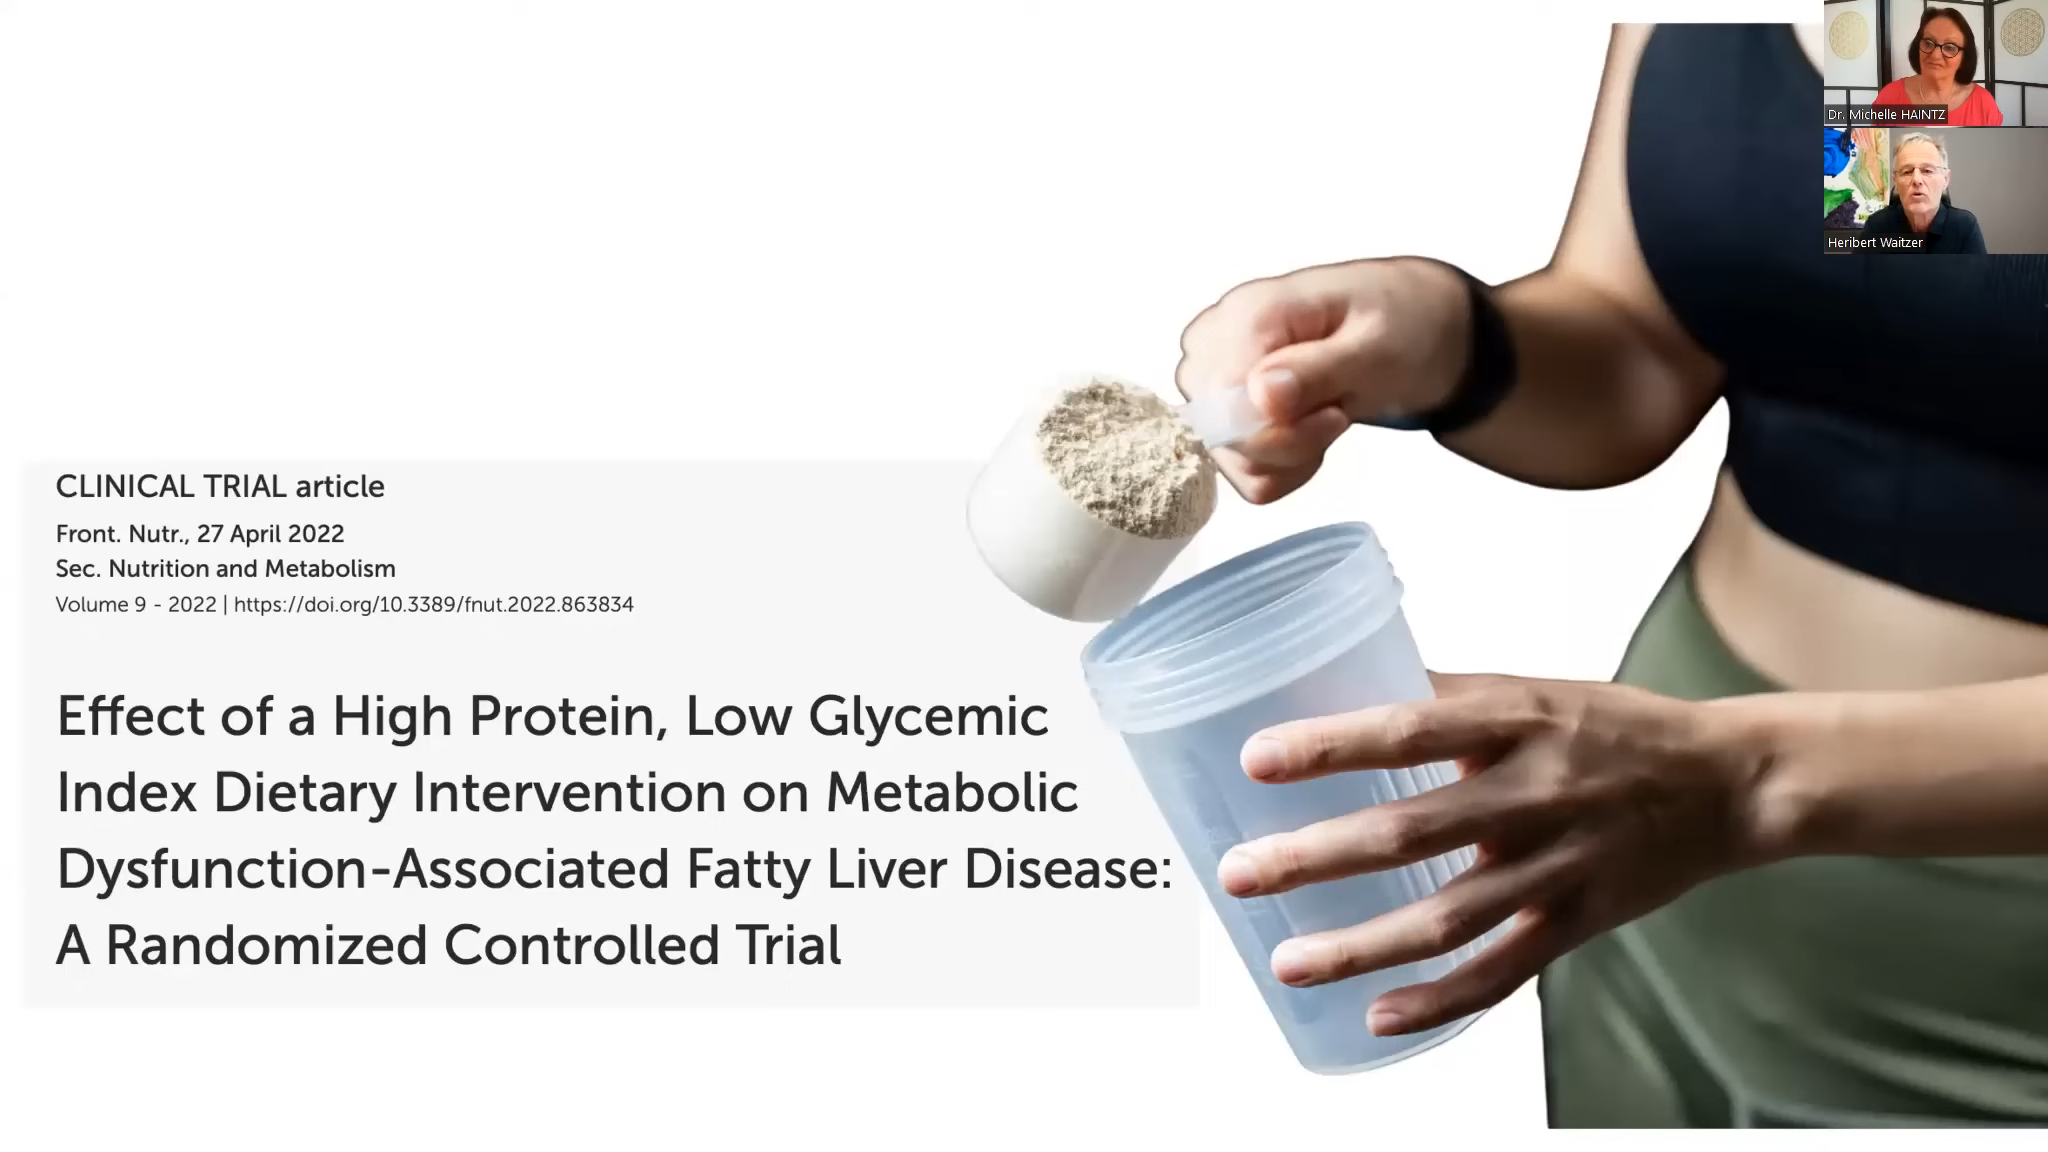 CLINICAL TRIAL article
Front. Nutr., 27 April 2022
Sec. Nutrition and Metabolism
Volume 9 - 2022 | https://doi.org/10.3389/fnut.2022.863834
Effect of a High Protein, Low Glycemic
Index Dietary Intervention on Metabolic
Dysfunction-Associated Fatty Liver Disease:
A Randomized Controlled Trial
Dr. Michelle HAINTZ
Heribert Waitzer